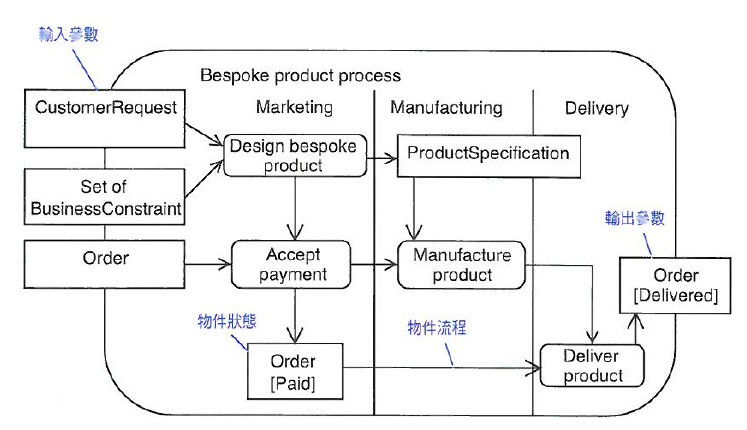 輸入參數
Bespoke product process
CustomerRequest
Marketing
Manufacturing
Delivery
Design bespoke
product
ProductSpecification
Set of
BusinessConstraint
輸出參數
Order
Accept
payment
Manufacture
product
Order
[Delivered]
物件狀態
物件流程
Order
[Paid]
Deliver
product